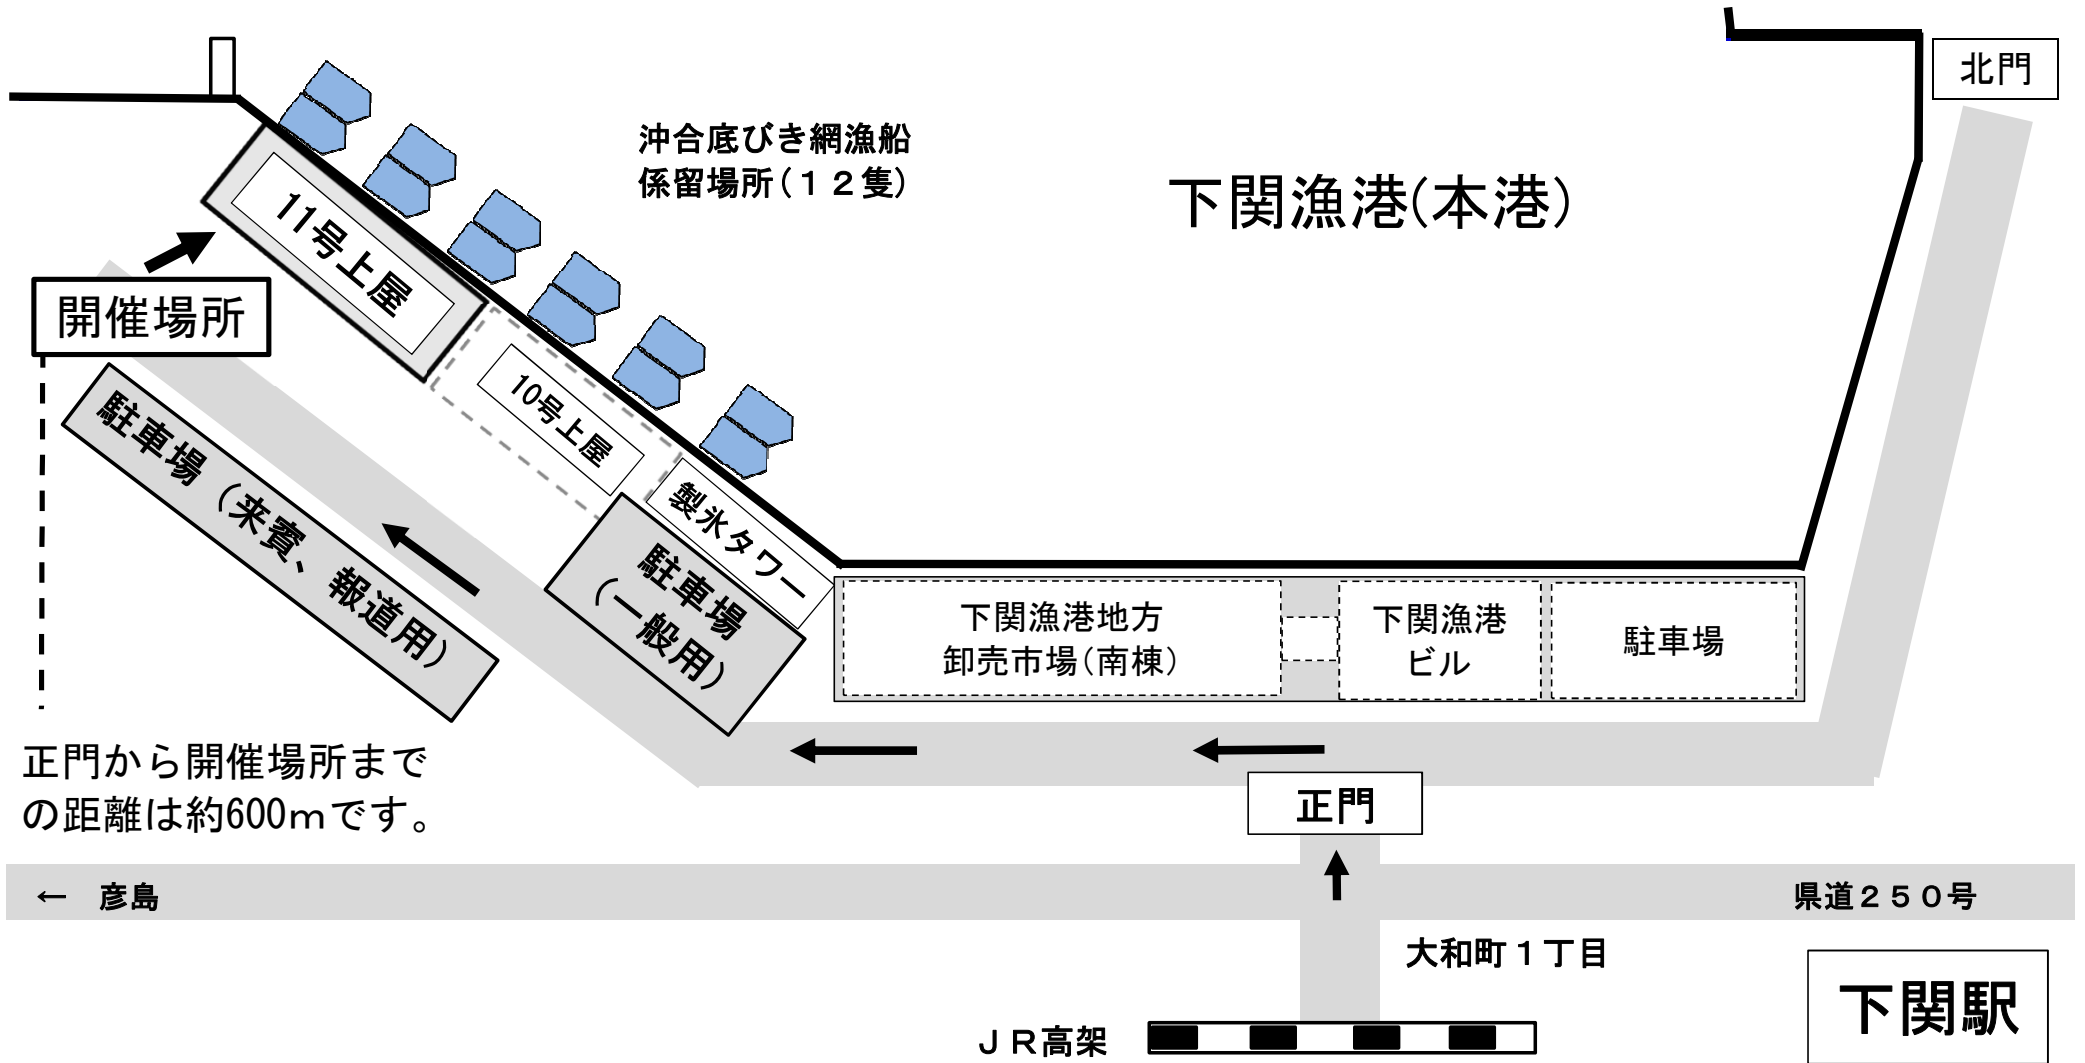 北門
沖合底びき網漁船
係留場所(１２隻)
下関漁港(本港)
11号上屋
開催場所
10号上屋
製氷タワー
駐車場（来賓、報道用）
駐車場
（一般用）
下関漁港地方
卸売市場(南棟)
下関漁港
ビル
駐車場
正門から開催場所まで
の距離は約600ｍです。
正門
← 彦島
県道２５０号
大和町１丁目
下関駅
ＪＲ高架